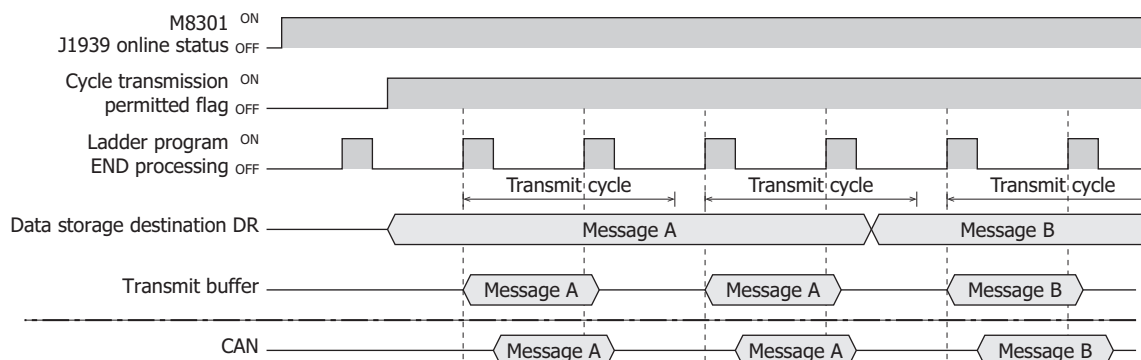 M8301 ON
J1939 online status OFF
Cycle transmission ON
permitted flag OFF
Ladder program ON
END processing OFF
Transmit cycle Transmit cycle Transmit cycle
Data storage destination DR Message A Message B
Transmit buffer Message A Message A Message B
CAN Message A Message A Message B